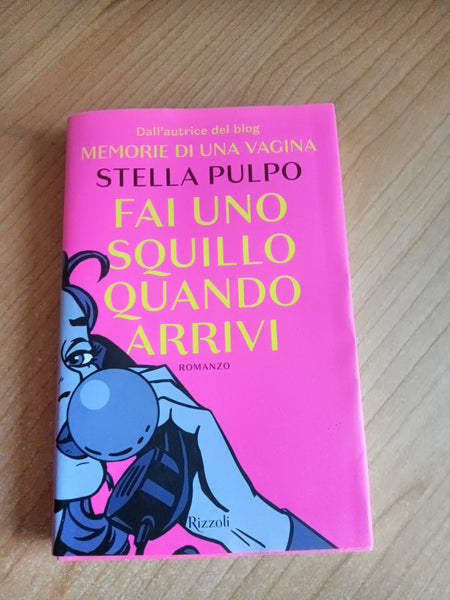 Dall'autrice del blog
MEMORIE DI UNA VAGINA
STELLA PULPO
FAI UNO
SQUILLO
QUANDO
ARRIVI
ROMANZO
Rizzoli